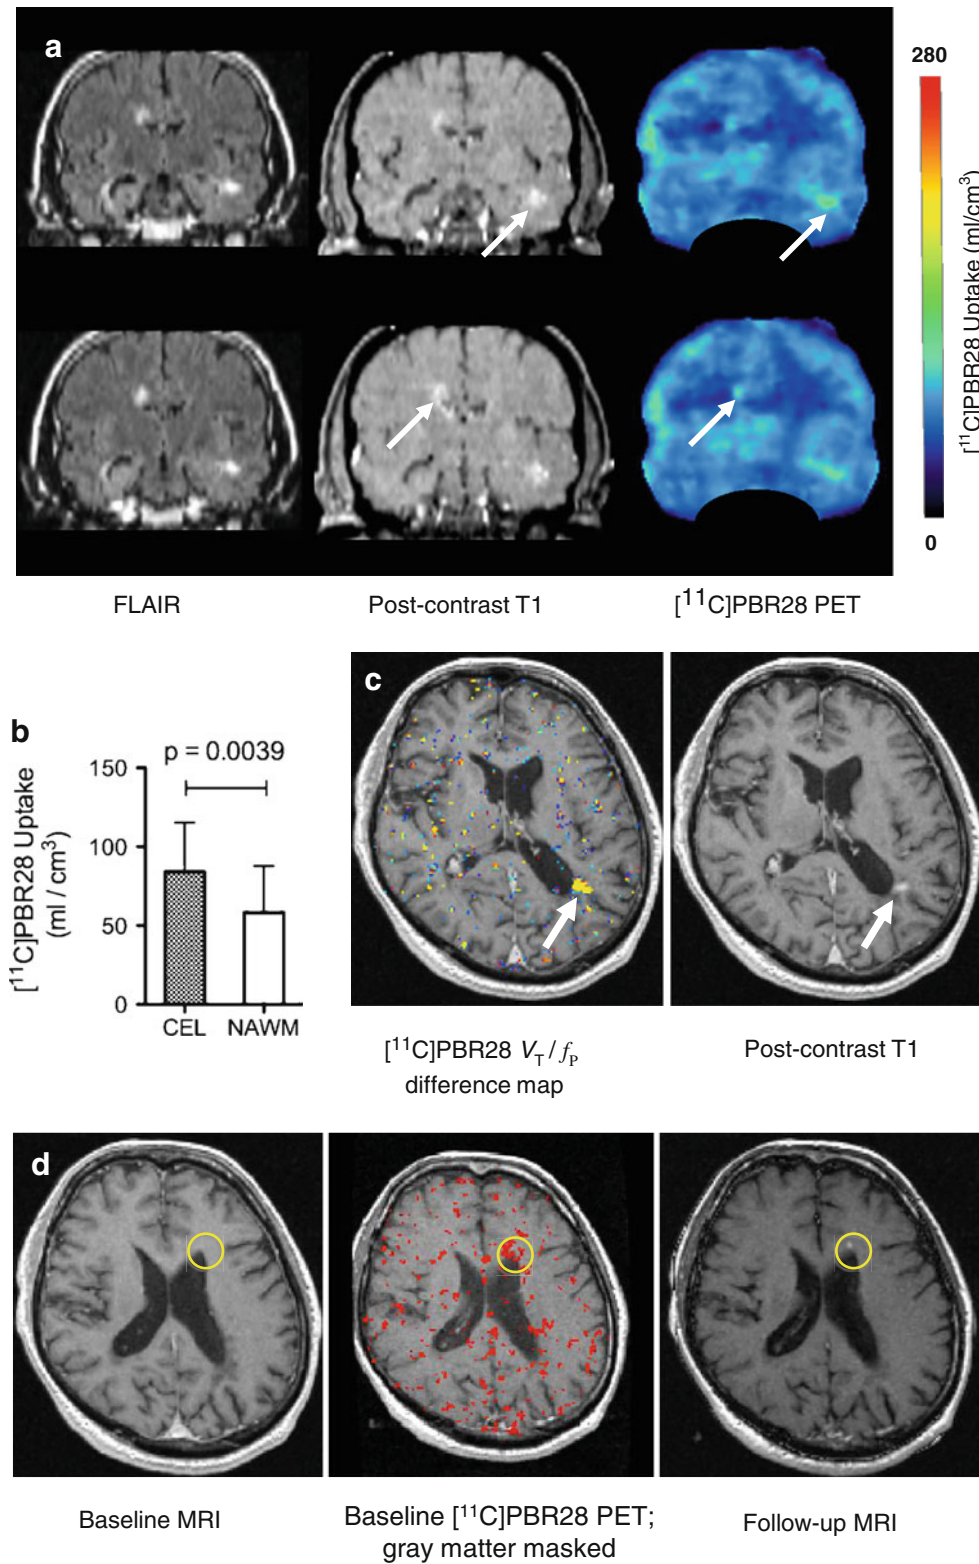 a
280
[¹¹C]PBR28 Uptake (ml/cm³)
0
FLAIR
Post-contrast T1
[¹¹C]PBR28 PET
b
p = 0.0039
[¹¹C]PBR28 Uptake
(ml / cm³)
150
100
50
0
CEL
NAWM
c
[¹¹C]PBR28 V_T/f_P
difference map
Post-contrast T1
d
Baseline MRI
Baseline [¹¹C]PBR28 PET;
gray matter masked
Follow-up MRI